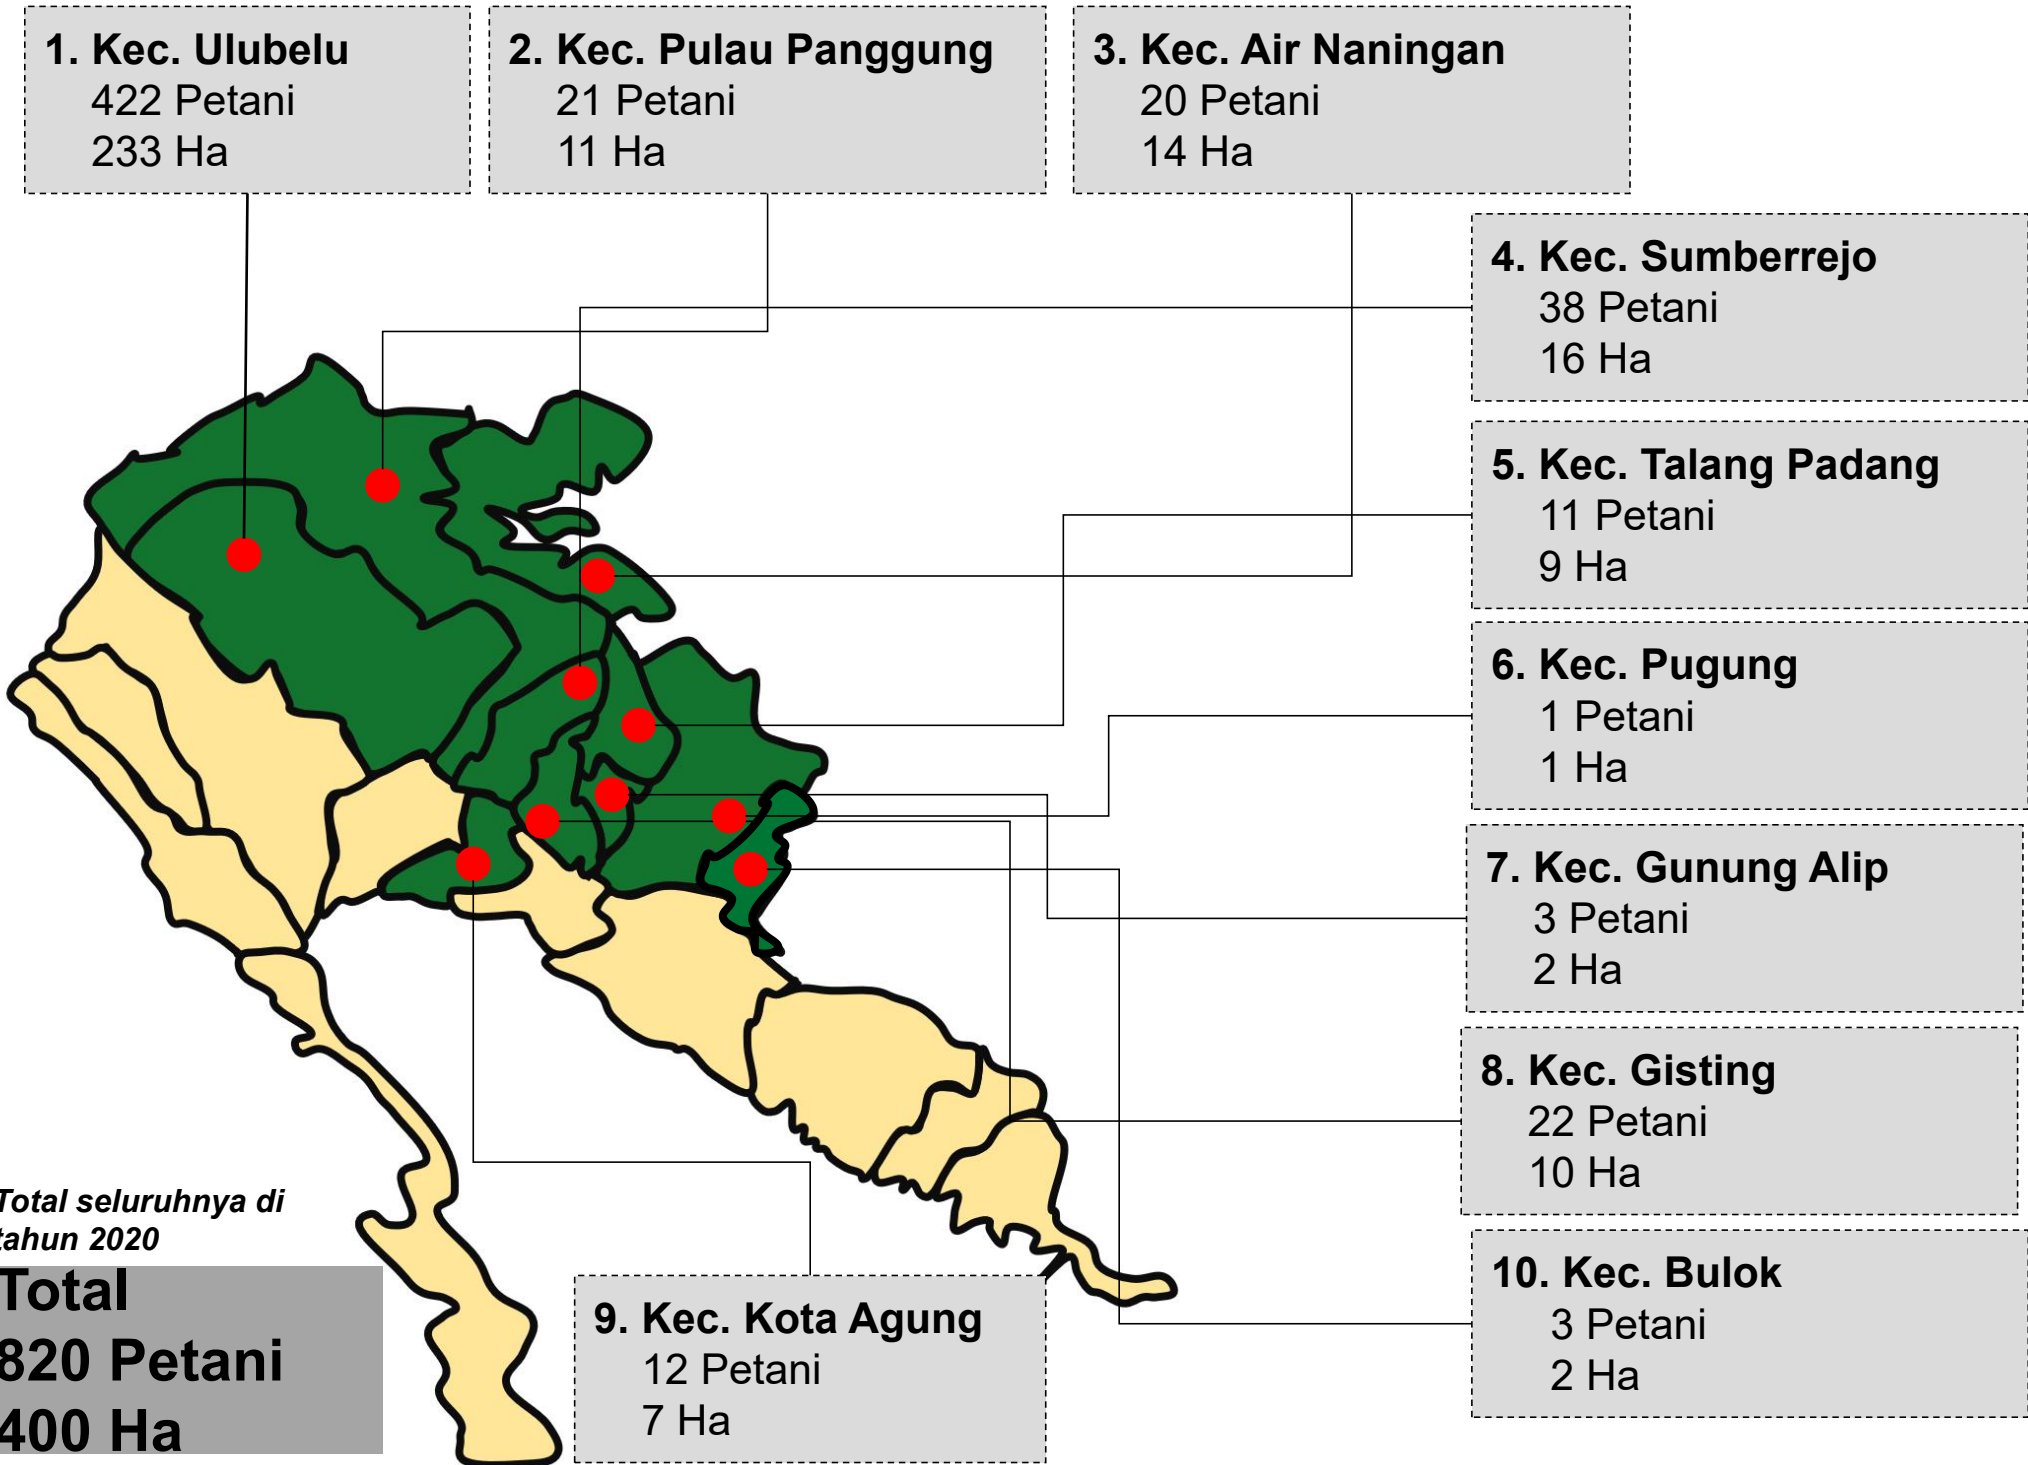 1. Kec. Ulubelu
422 Petani
233 Ha
2. Kec. Pulau Panggung
21 Petani
11 Ha
3. Kec. Air Naningan
20 Petani
14 Ha
4. Kec. Sumberrejo
38 Petani
16 Ha
5. Kec. Talang Padang
11 Petani
9 Ha
6. Kec. Pugung
1 Petani
1 Ha
7. Kec. Gunung Alip
3 Petani
2 Ha
8. Kec. Gisting
22 Petani
10 Ha
9. Kec. Kota Agung
12 Petani
7 Ha
10. Kec. Bulok
3 Petani
2 Ha
Total seluruhnya di
tahun 2020
Total
820 Petani
400 Ha